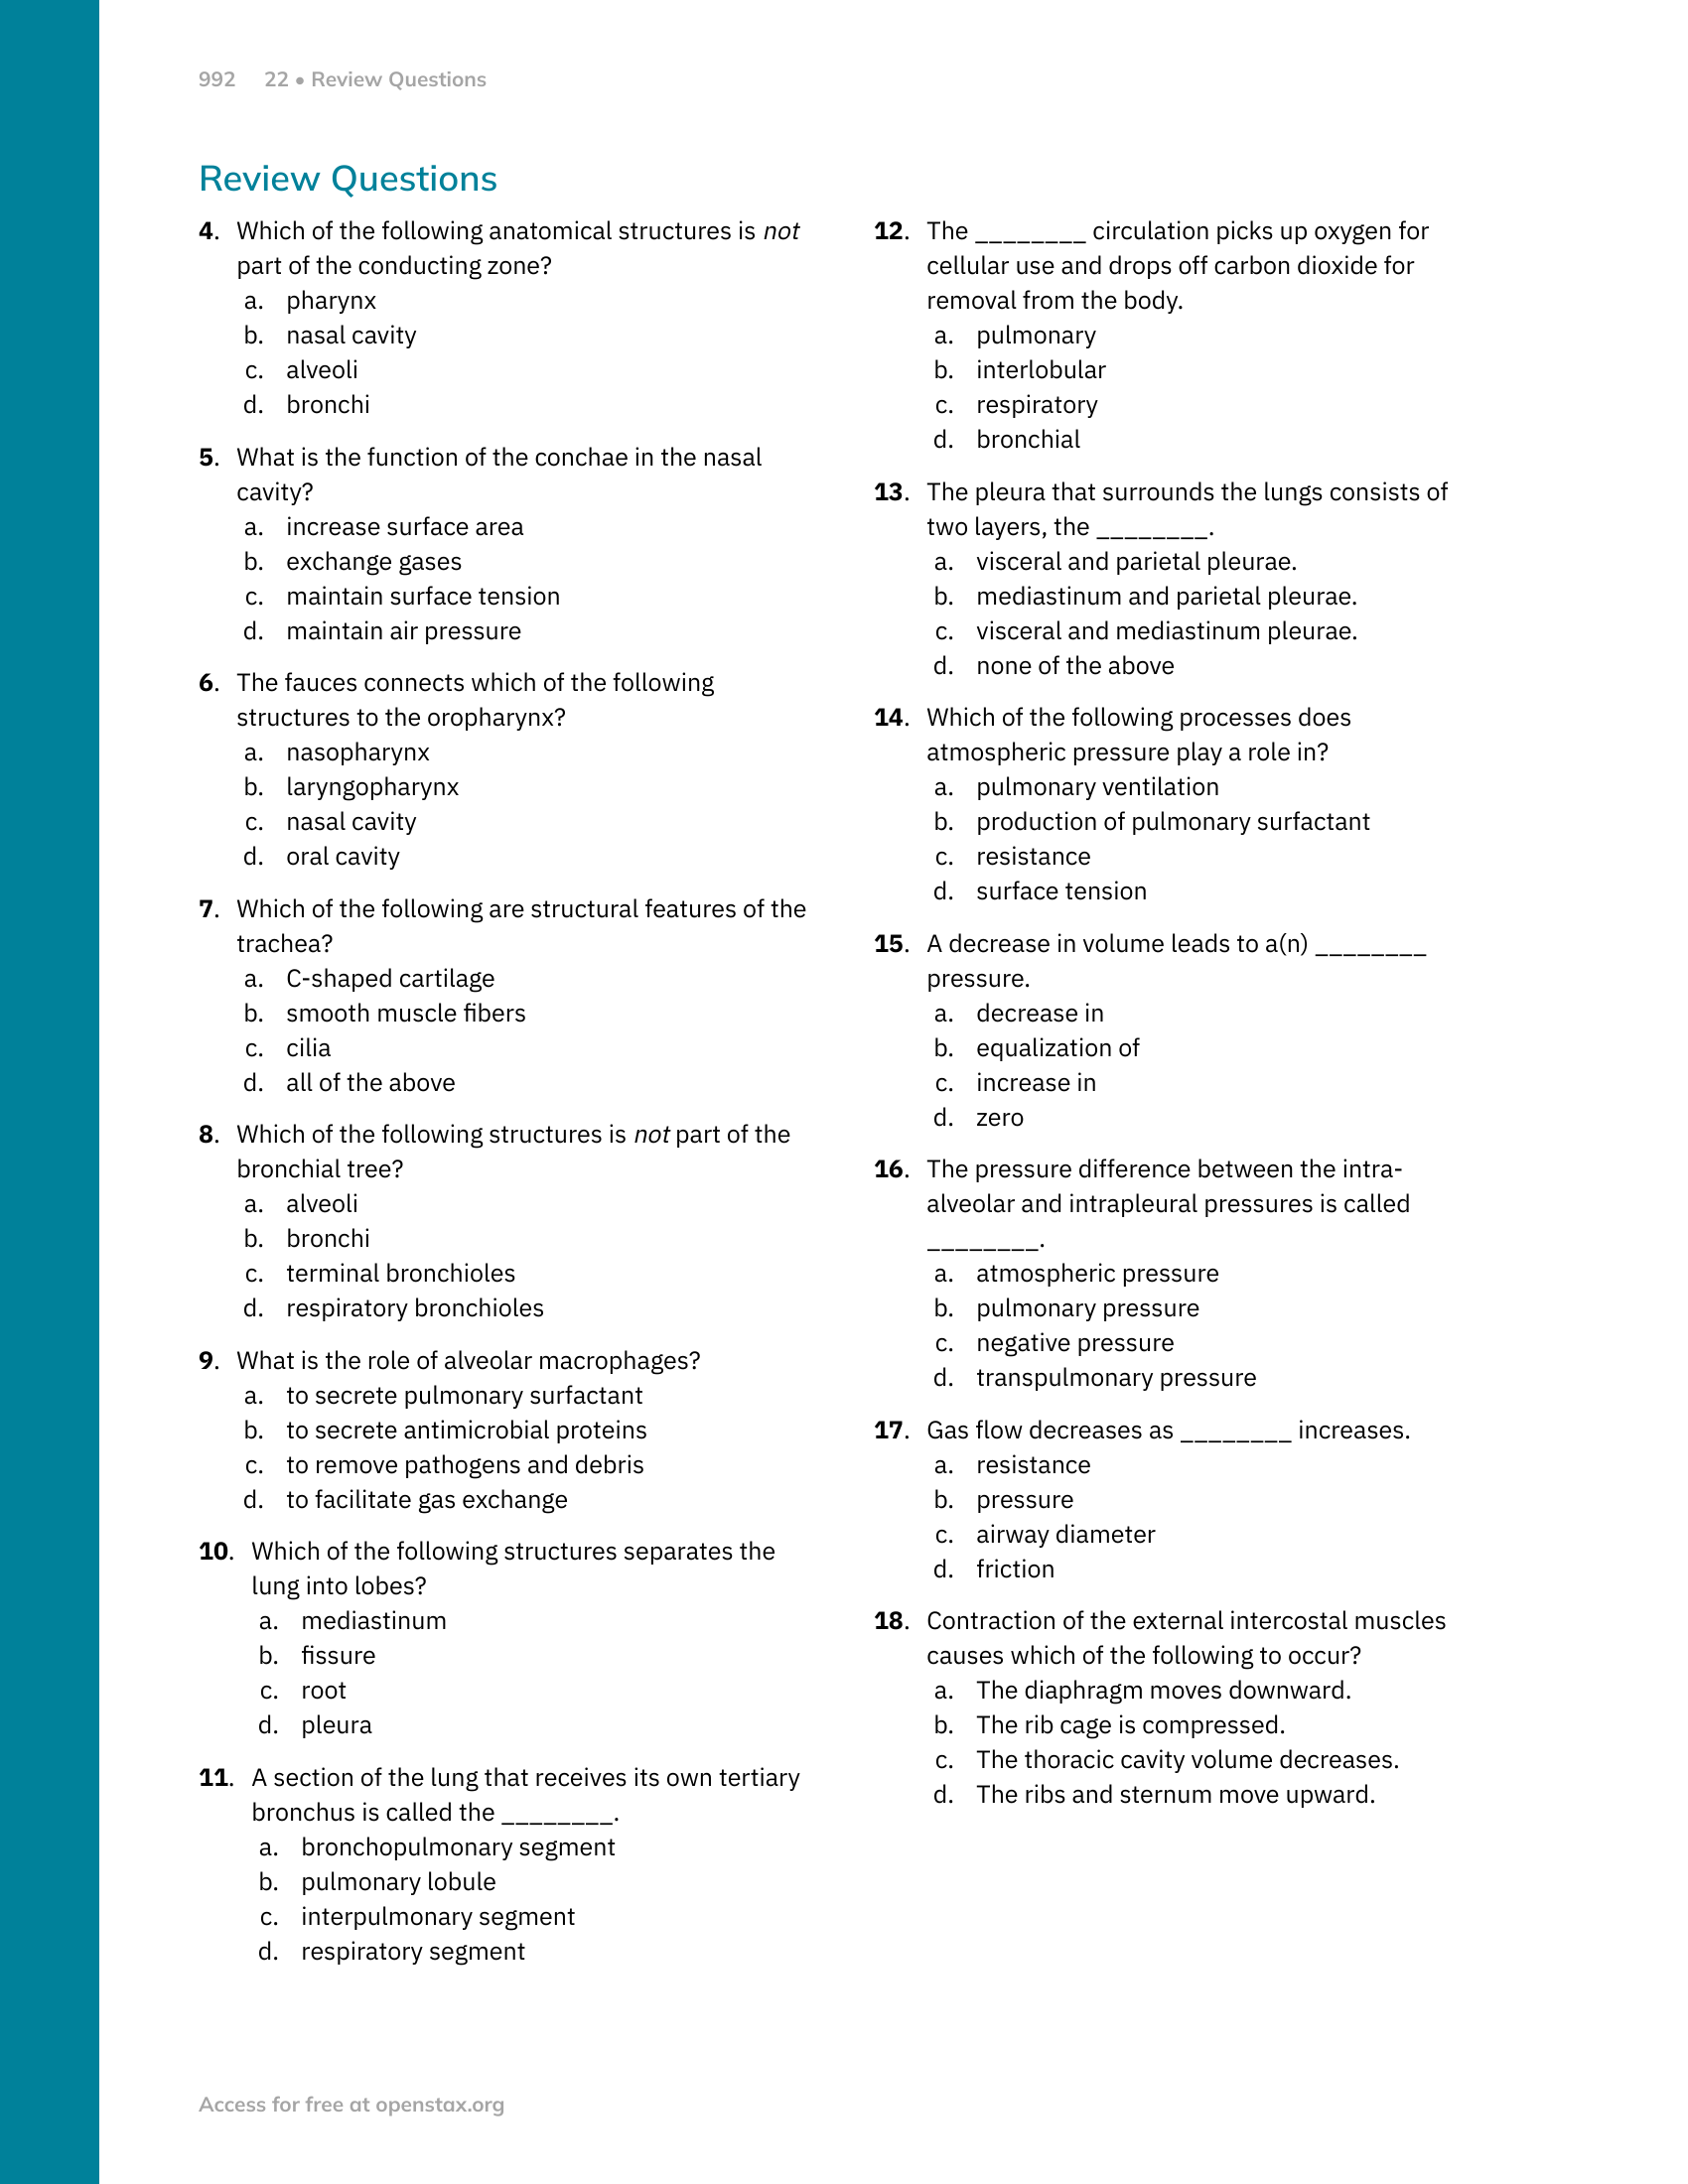 992 22 • Review Questions
Review Questions
4. Which of the following anatomical structures is not
part of the conducting zone?
a. pharynx
b. nasal cavity
c. alveoli
d. bronchi
5. What is the function of the conchae in the nasal
cavity?
a. increase surface area
b. exchange gases
c. maintain surface tension
d. maintain air pressure
6. The fauces connects which of the following
structures to the oropharynx?
a. nasopharynx
b. laryngopharynx
c. nasal cavity
d. oral cavity
7. Which of the following are structural features of the
trachea?
a. C-shaped cartilage
b. smooth muscle fibers
c. cilia
d. all of the above
8. Which of the following structures is not part of the
bronchial tree?
a. alveoli
b. bronchi
c. terminal bronchioles
d. respiratory bronchioles
9. What is the role of alveolar macrophages?
a. to secrete pulmonary surfactant
b. to secrete antimicrobial proteins
c. to remove pathogens and debris
d. to facilitate gas exchange
10. Which of the following structures separates the
lung into lobes?
a. mediastinum
b. fissure
c. root
d. pleura
11. A section of the lung that receives its own tertiary
bronchus is called the ________.
a. bronchopulmonary segment
b. pulmonary lobule
c. interpulmonary segment
d. respiratory segment
12. The ________ circulation picks up oxygen for
cellular use and drops off carbon dioxide for
removal from the body.
a. pulmonary
b. interlobular
c. respiratory
d. bronchial
13. The pleura that surrounds the lungs consists of
two layers, the ________.
a. visceral and parietal pleurae.
b. mediastinum and parietal pleurae.
c. visceral and mediastinum pleurae.
d. none of the above
14. Which of the following processes does
atmospheric pressure play a role in?
a. pulmonary ventilation
b. production of pulmonary surfactant
c. resistance
d. surface tension
15. A decrease in volume leads to a(n) ________
pressure.
a. decrease in
b. equalization of
c. increase in
d. zero
16. The pressure difference between the intra-
alveolar and intrapleural pressures is called
________.
a. atmospheric pressure
b. pulmonary pressure
c. negative pressure
d. transpulmonary pressure
17. Gas flow decreases as ________ increases.
a. resistance
b. pressure
c. airway diameter
d. friction
18. Contraction of the external intercostal muscles
causes which of the following to occur?
a. The diaphragm moves downward.
b. The rib cage is compressed.
c. The thoracic cavity volume decreases.
d. The ribs and sternum move upward.
Access for free at openstax.org